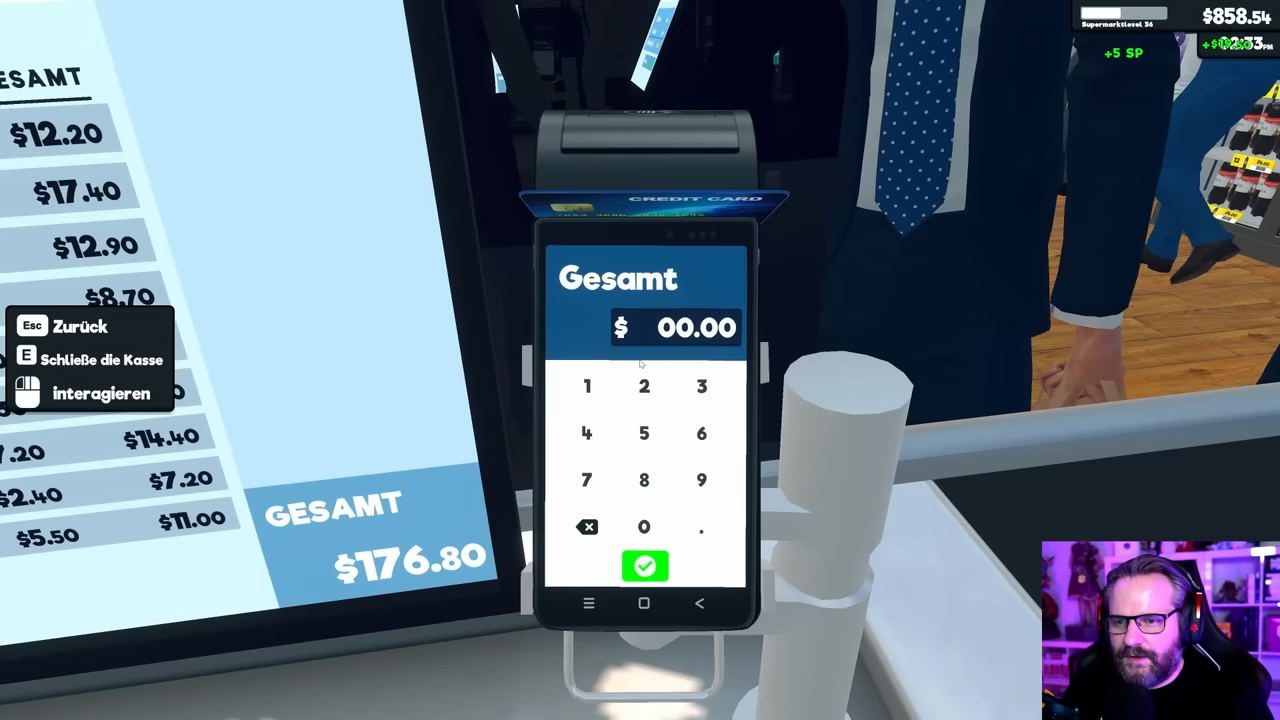 ESAMT
$12.20
$17.40
$12.90
$8.70
7.20 $14.40
$2.40 $7.20
$5.50 $11.00
GESAMT
$176.80
Esc Zurück
E Schließe die Kasse
interagieren
CREDIT CARD
Gesamt
$ 00.00
1 2 3
4 5 6
7 8 9
0 .
$858.54
Supermarktlevel 36
+5 SP